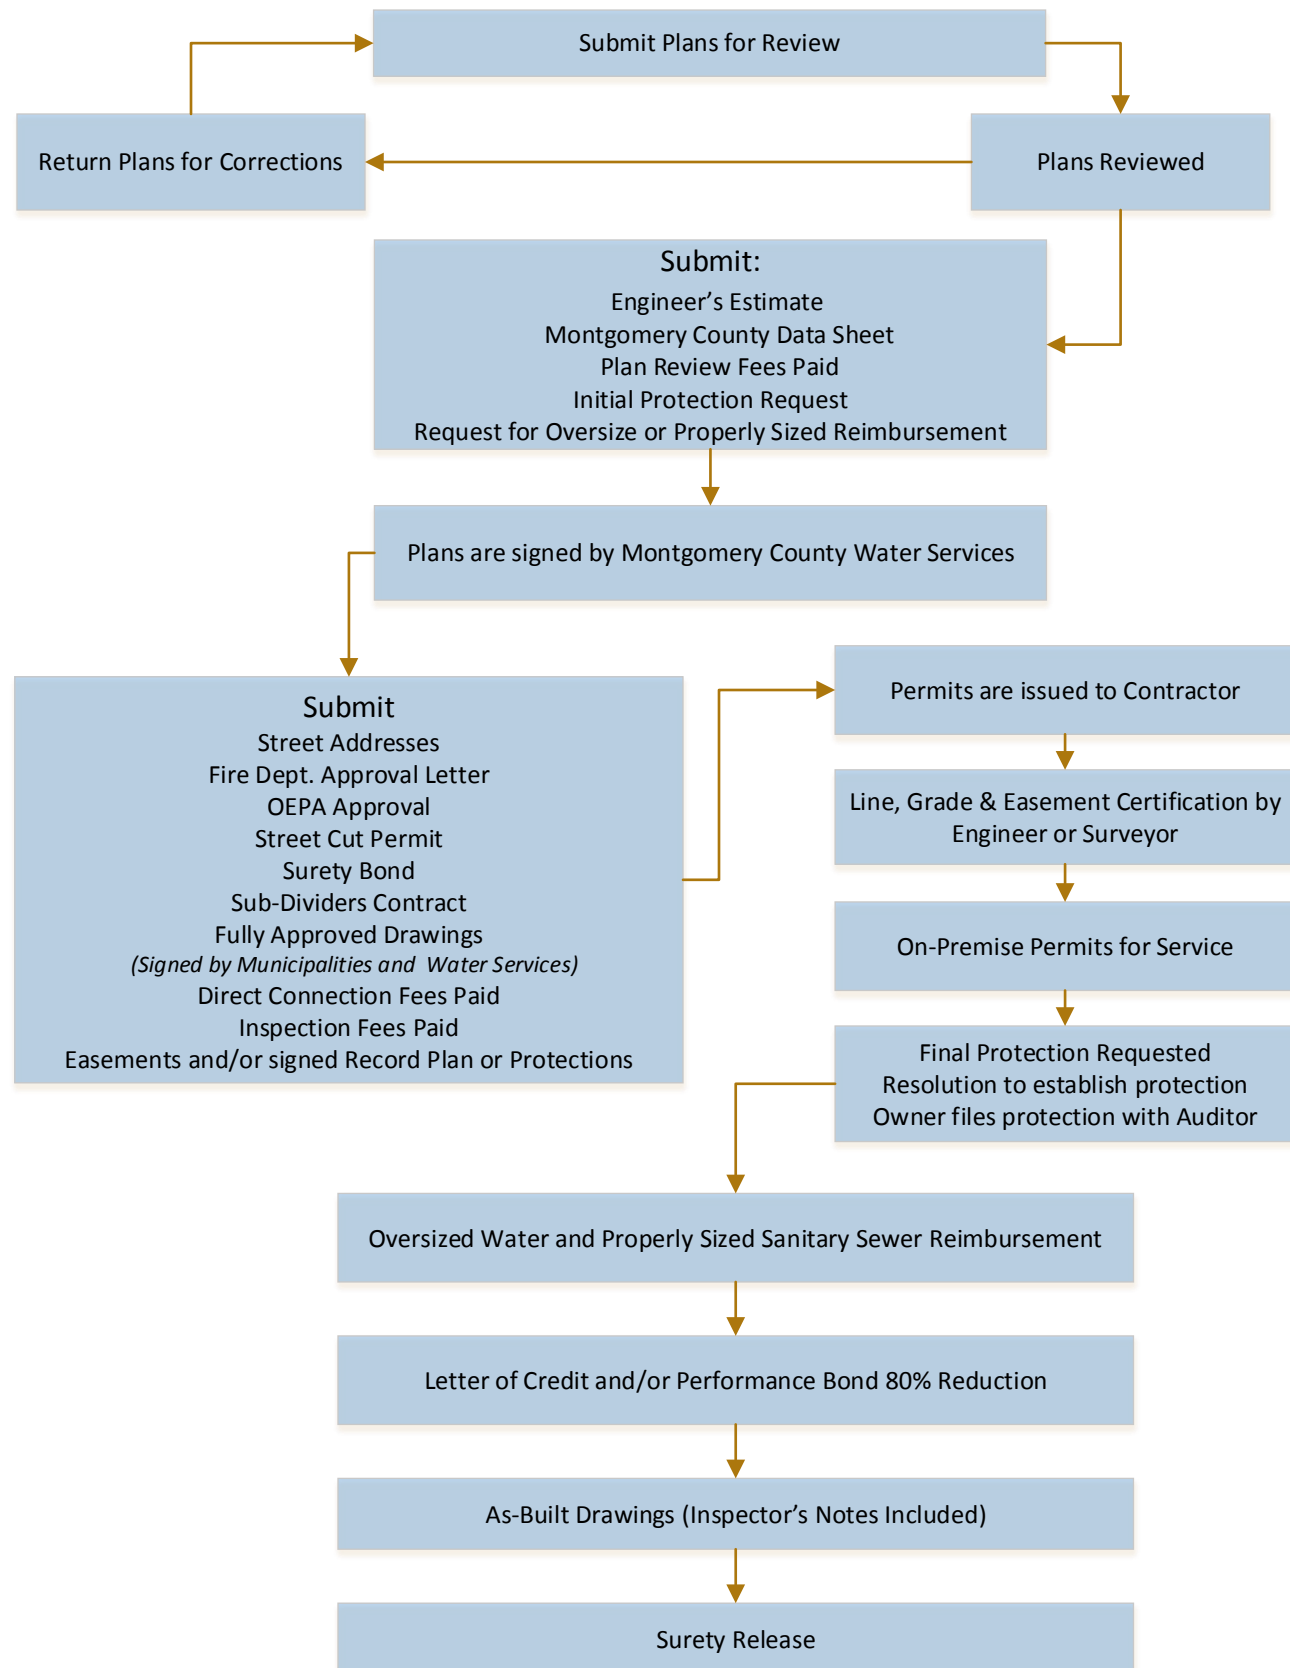 Submit Plans for Review
Return Plans for Corrections
Plans Reviewed
Submit:
Engineer’s Estimate
Montgomery County Data Sheet
Plan Review Fees Paid
Initial Protection Request
Request for Oversize or Properly Sized Reimbursement
Plans are signed by Montgomery County Water Services
Submit
Street Addresses
Fire Dept. Approval Letter
OEPA Approval
Street Cut Permit
Surety Bond
Sub-Dividers Contract
Fully Approved Drawings
(Signed by Municipalities and Water Services)
Direct Connection Fees Paid
Inspection Fees Paid
Easements and/or signed Record Plan or Protections
Permits are issued to Contractor
Line, Grade & Easement Certification by
Engineer or Surveyor
On-Premise Permits for Service
Final Protection Requested
Resolution to establish protection
Owner files protection with Auditor
Oversized Water and Properly Sized Sanitary Sewer Reimbursement
Letter of Credit and/or Performance Bond 80% Reduction
As-Built Drawings (Inspector’s Notes Included)
Surety Release